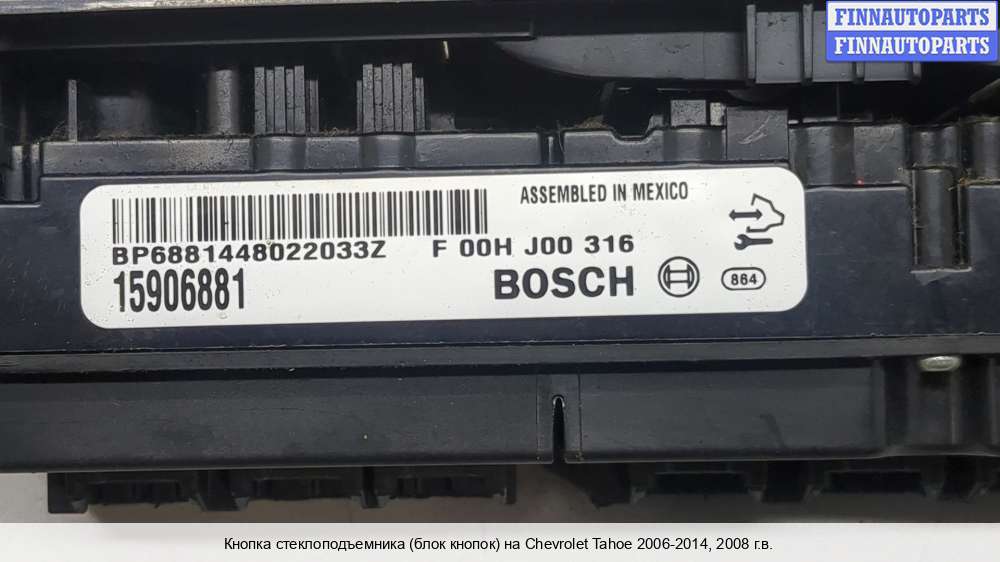 FINNAUTOPARTS
FINNAUTOPARTS
ASSEMBLED IN MEXICO
BP6881448022033Z
F 00H J00 316
15906881
BOSCH
864
Кнопка стеклоподъемника (блок кнопок) на Chevrolet Tahoe 2006-2014, 2008 г.в.